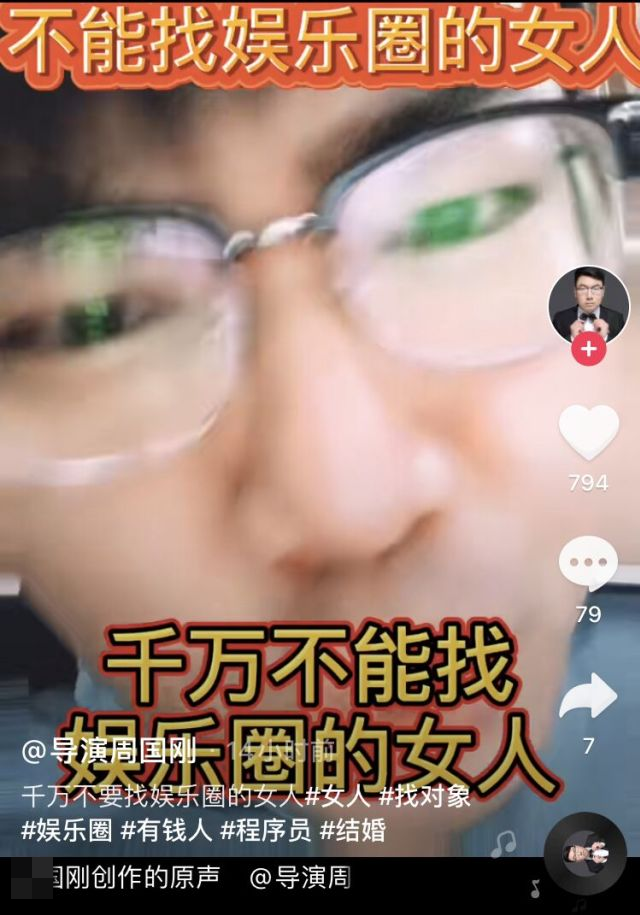 不能找娱乐圈的女人
794
79
千万不能找
7
娱乐圈的女人
@导演周国刚 · 14小时前
千万不要找娱乐圈的女人#女人 #找对象
#娱乐圈 #有钱人 #程序员 #结婚
国刚创作的原声 @导演周